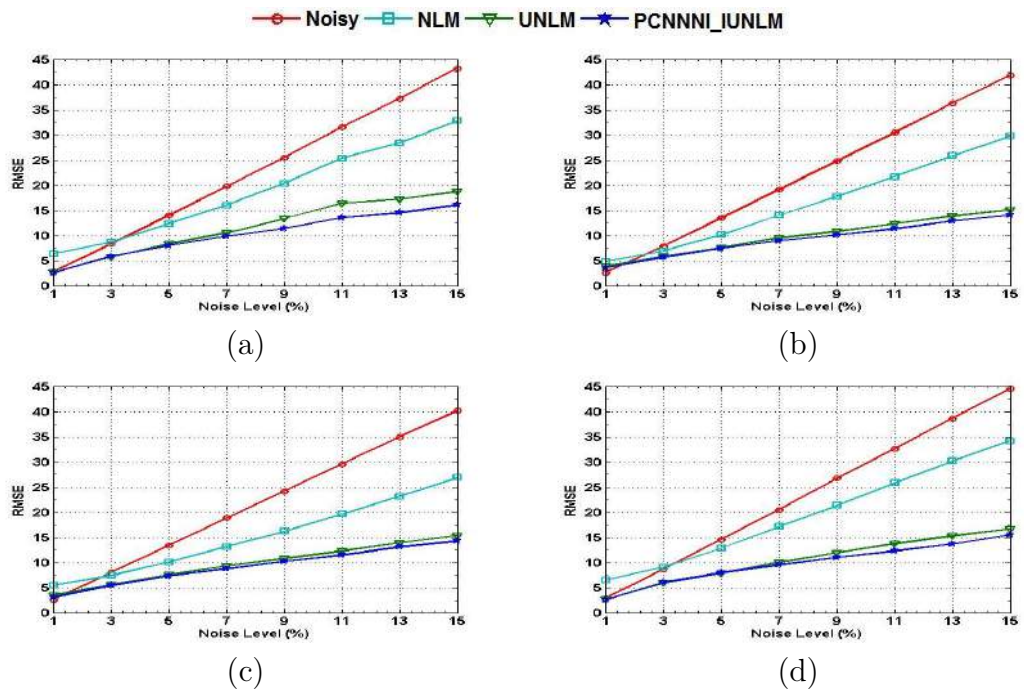 Noisy NLM UNLM PCNNNI_IUNLM
45 45
40 40
35 35
30 30
RMSE 25 RMSE 25
20 20
15 15
10 10
5 5
0 0
1 3 5 7 9 11 13 15 1 3 5 7 9 11 13 15
Noise Level (%) Noise Level (%)
(a) (b)
45 45
40 40
35 35
30 30
RMSE 25 RMSE 25
20 20
15 15
10 10
5 5
0 0
1 3 5 7 9 11 13 15 1 3 5 7 9 11 13 15
Noise Level (%) Noise Level (%)
(c) (d)